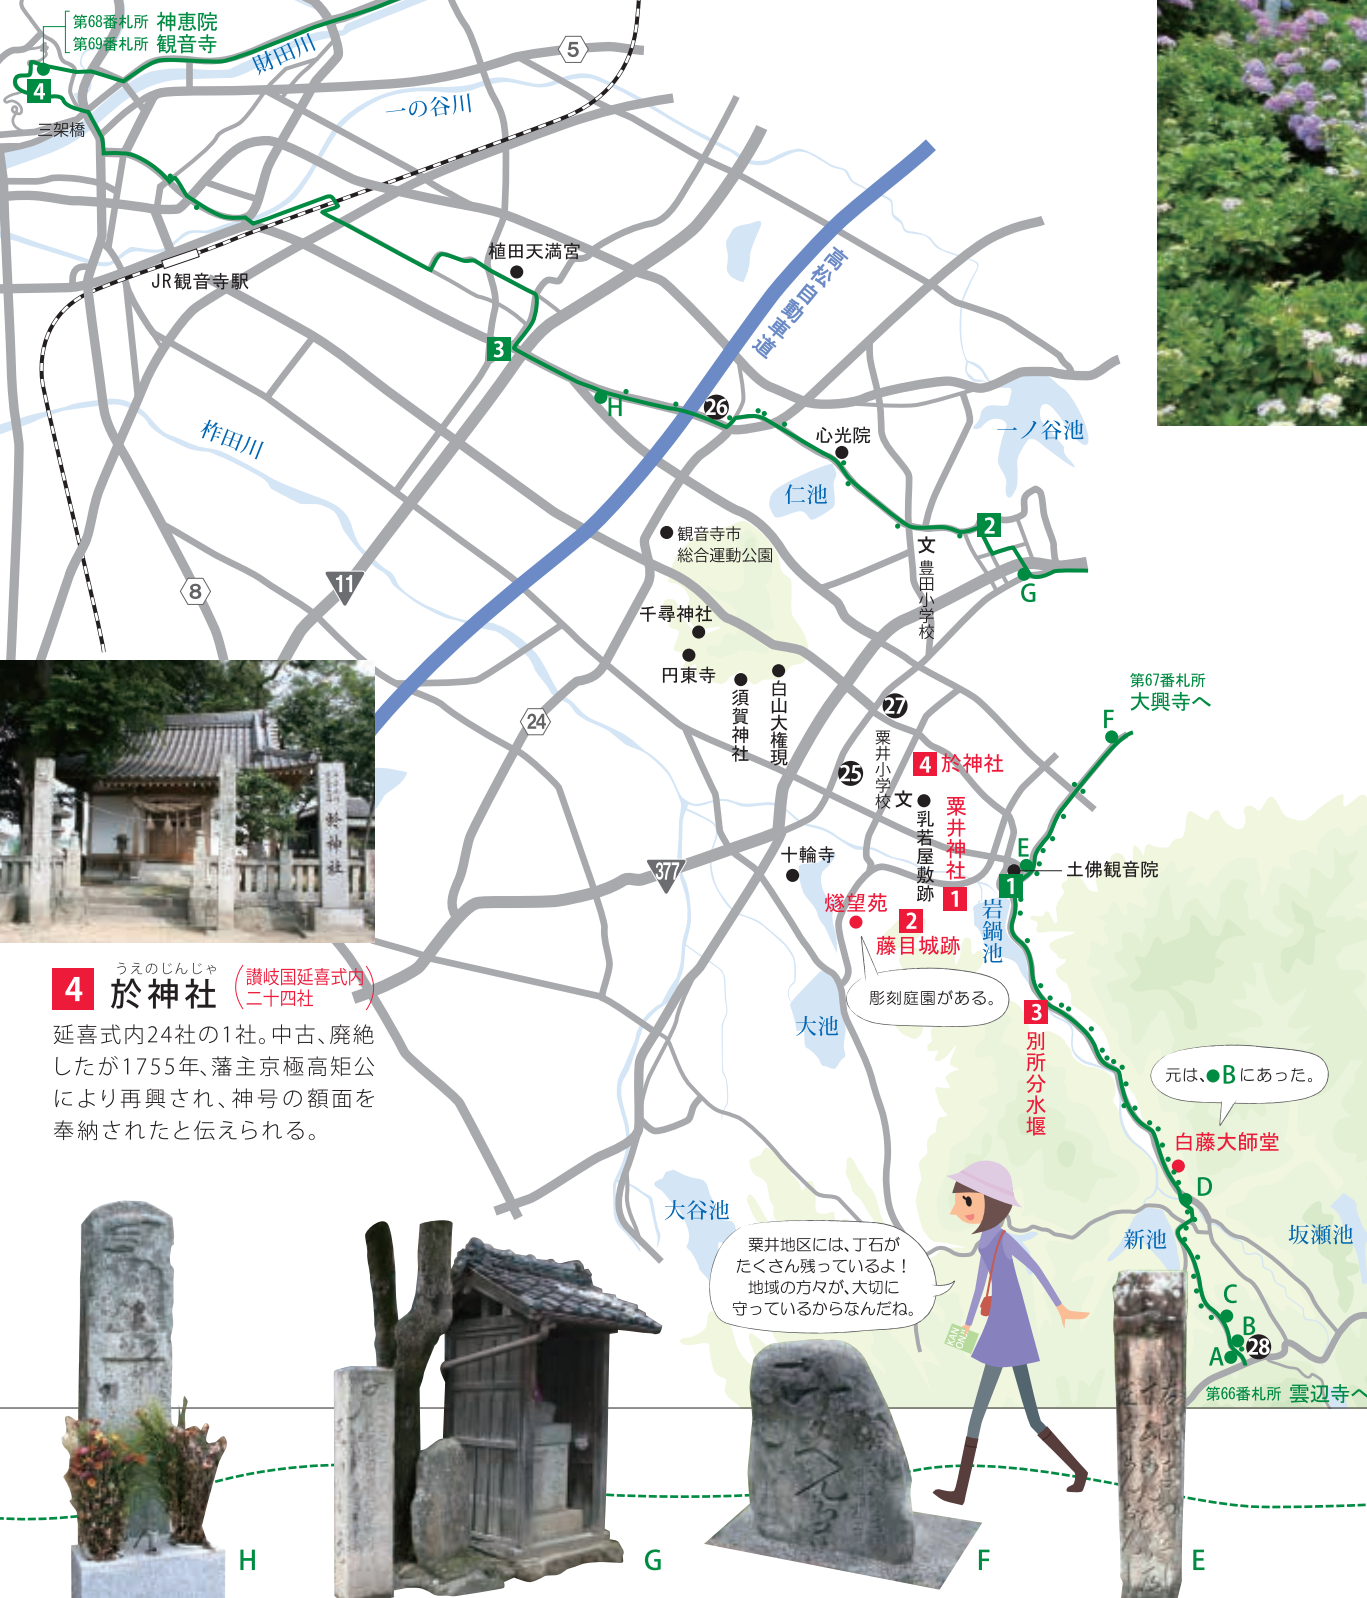 第68番札所 神恵院
第69番札所 観音寺
4
三架橋
財田川
5
一の谷川
植田天満宮
JR観音寺駅
高松自動車道
3
H
26
柞田川
心光院
一ノ谷池
仁池
2
観音寺市
総合運動公園
文 豊田小学校
G
11
8
千尋神社
円東寺
須賀神社
白山大権現
24
27
第67番札所
大興寺へ
F
粟井小学校
文
25
4 於神社
乳若屋敷跡
粟井神社
1
E
土佛観音院
1
377
十輪寺
燧望苑
2
藤目城跡
岩鍋池
彫刻庭園がある。
大池
3
別所分水堰
元は、●Bにあった。
白藤大師堂
D
大谷池
新池
坂瀬池
C
B
28
A
第66番札所 雲辺寺へ
於神社
4
うえのじんじゃ
於神社
(讃岐国延喜式内
二十四社)
延喜式内24社の1社。中古、廃絶
したが1755年、藩主京極高矩公
により再興され、神号の額面を
奉納されたと伝えられる。
粟井地区には、丁石が
たくさん残っているよ！
地域の方々が、大切に
守っているからなんだね。
KAN
ON
H
G
F
E